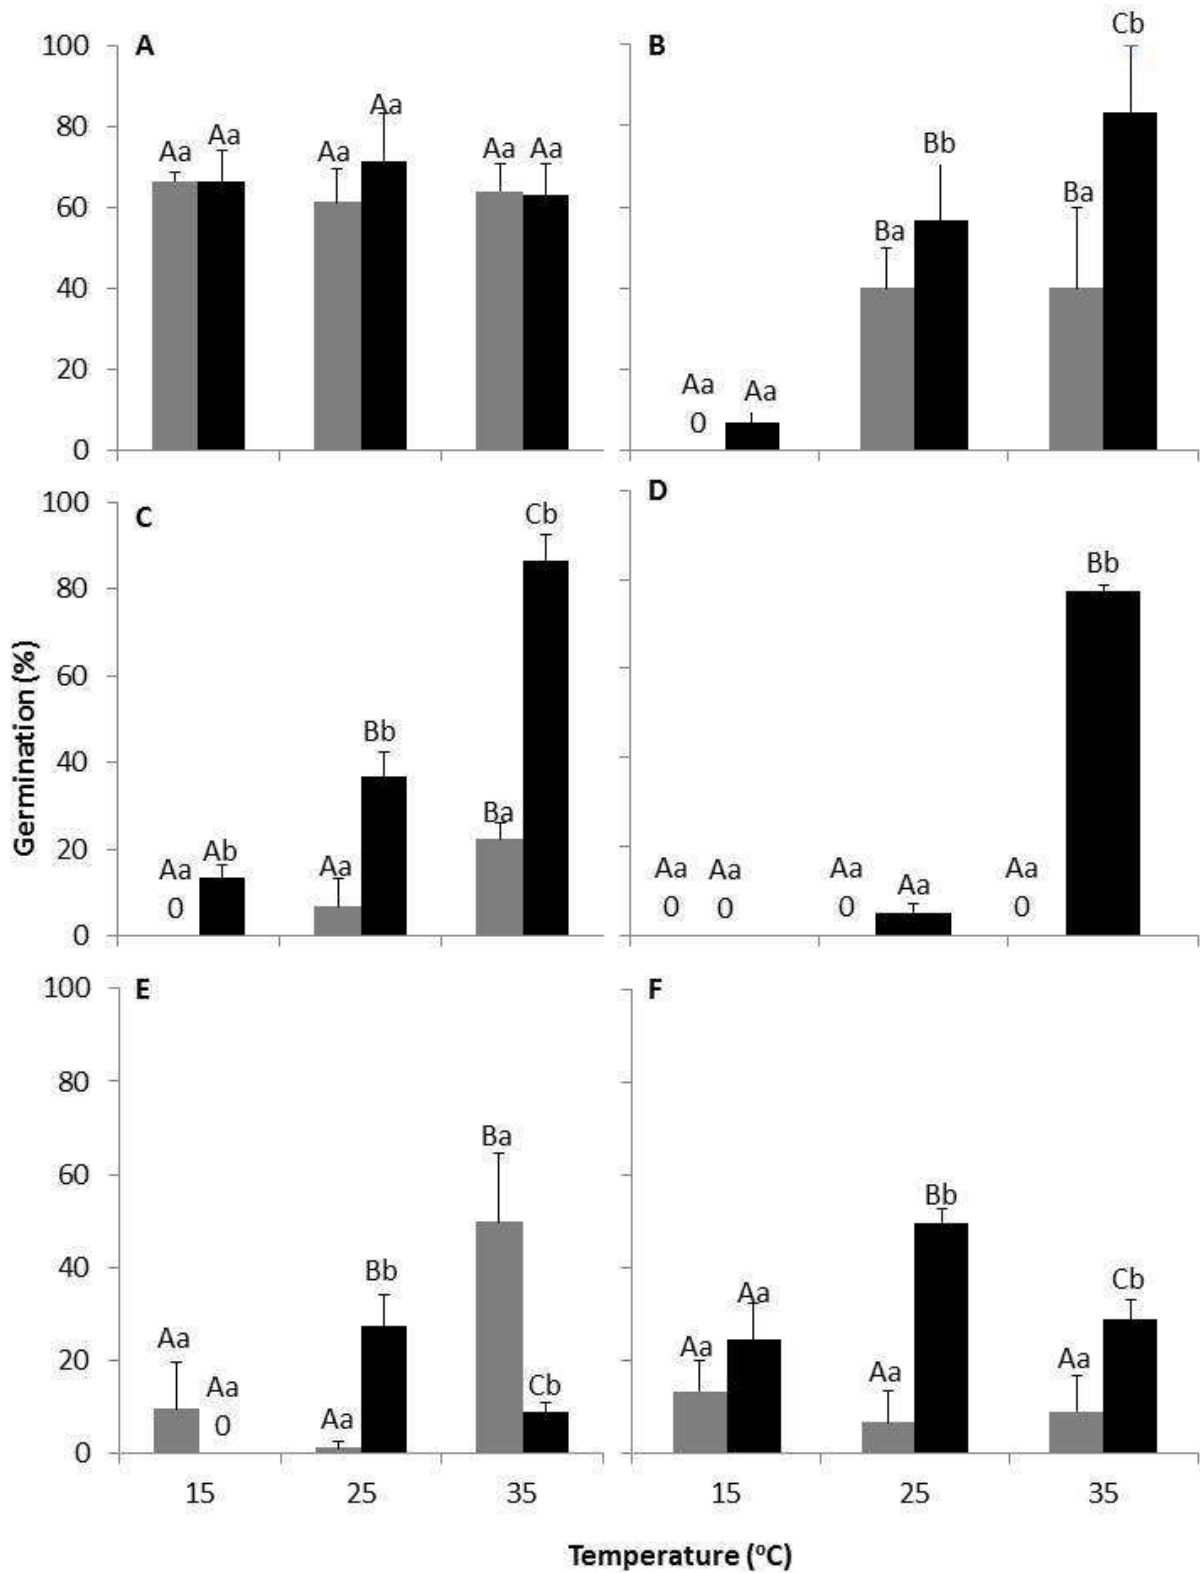 A
B
100
80
60
40
20
0
Aa Aa Aa Aa Aa Aa
Aa Aa Ba Bb Ba Cb
0
C
D
100
80
60
40
20
0
Aa Ab Aa Bb Ba Cb
0
Aa Aa Aa Aa Aa Bb
0 0 0 0
Germination (%)
E
F
100
80
60
40
20
0
Aa Aa Aa Bb Ba Cb
0
Aa Aa Aa Bb Aa Cb
15 25 35
15 25 35
Temperature (ºC)